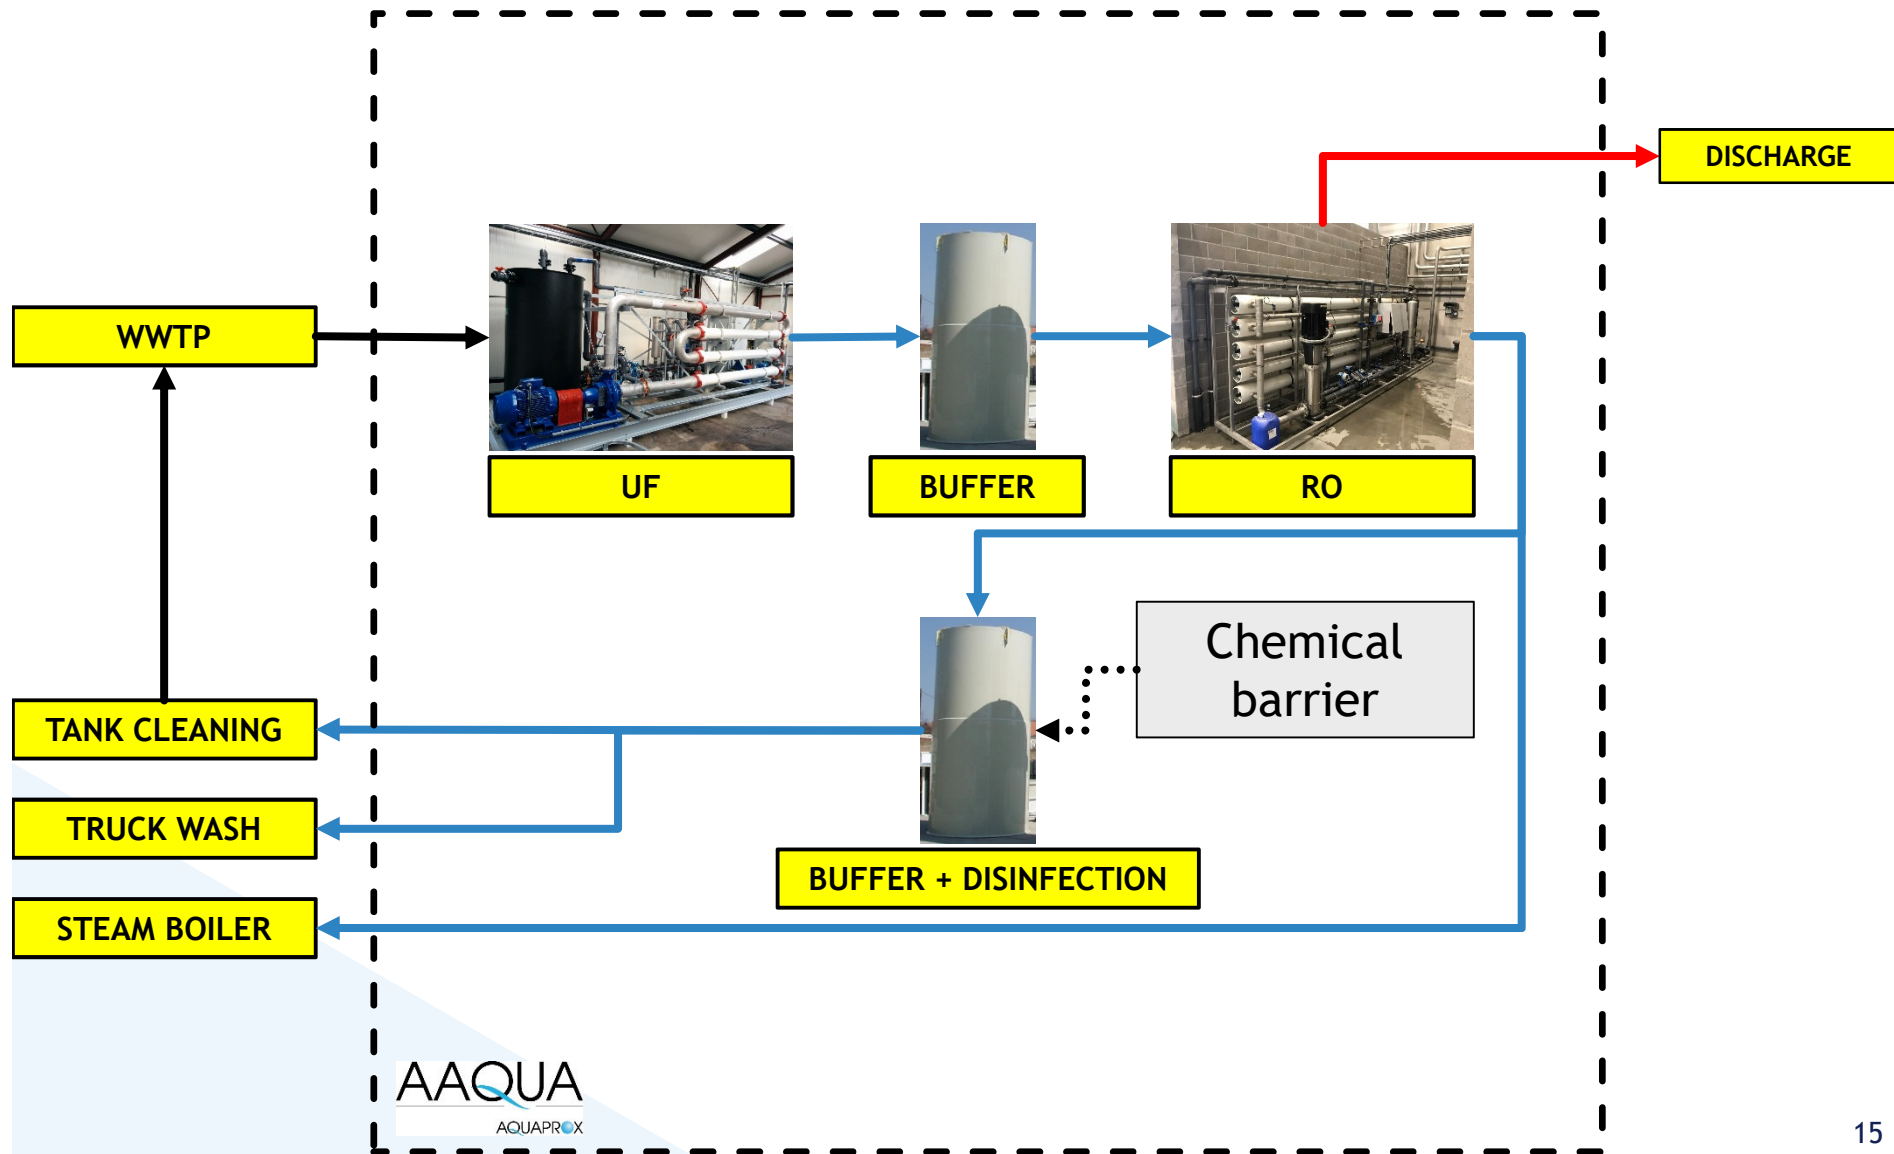 DISCHARGE
WWTP
UF
BUFFER
RO
Chemical
barrier
TANK CLEANING
TRUCK WASH
BUFFER + DISINFECTION
STEAM BOILER
AAQUA
AQUAPROX
15